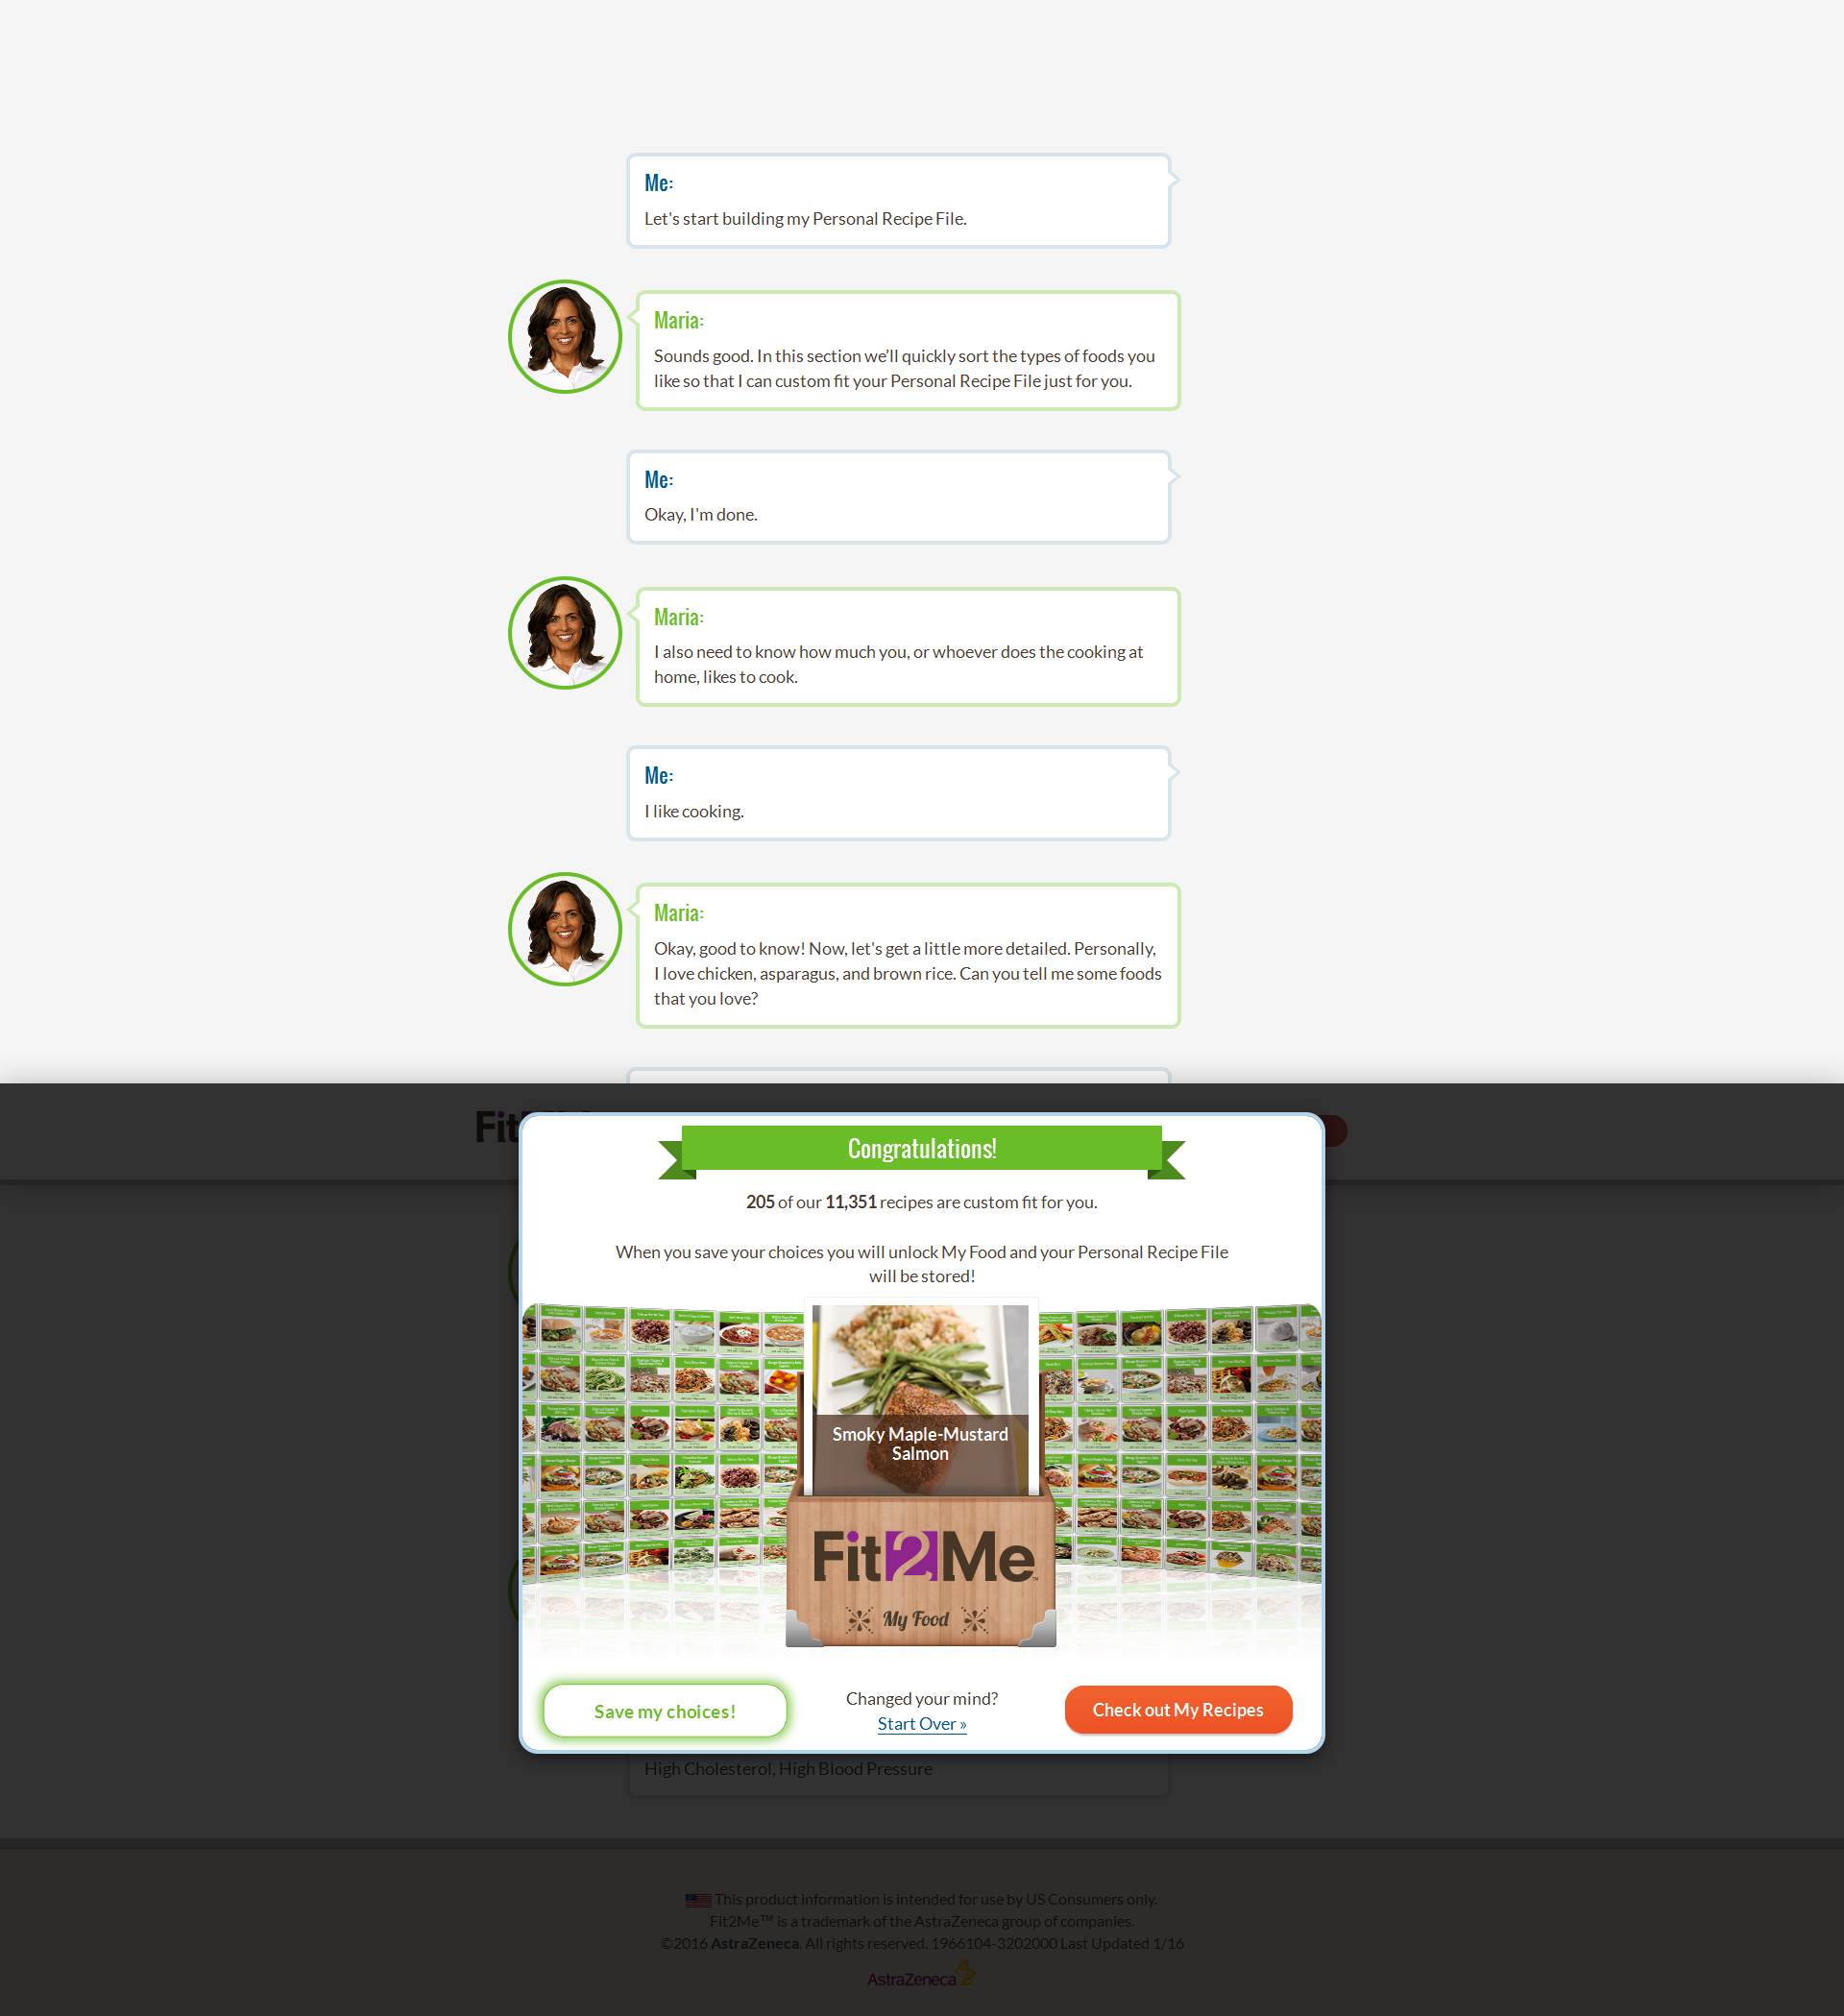 Me:
Let's start building my Personal Recipe File.
Maria:
Sounds good. In this section we’ll quickly sort the types of foods you
like so that I can custom fit your Personal Recipe File just for you.
Me:
Okay, I'm done.
Maria:
I also need to know how much you, or whoever does the cooking at
home, likes to cook.
Me:
I like cooking.
Maria:
Okay, good to know! Now, let's get a little more detailed. Personally,
I love chicken, asparagus, and brown rice. Can you tell me some foods
that you love?
Congratulations!
205 of our 11,351 recipes are custom fit for you.
When you save your choices you will unlock My Food and your Personal Recipe File
will be stored!
Smoky Maple-Mustard
Salmon
Fit2Me™
My Food
Save my choices!
Changed your mind?
Start Over »
Check out My Recipes
High Cholesterol, High Blood Pressure
This product information is intended for use by US Consumers only.
Fit2Me™ is a trademark of the AstraZeneca group of companies.
©2016 AstraZeneca. All rights reserved. 1966104-3202000 Last Updated 1/16
AstraZeneca